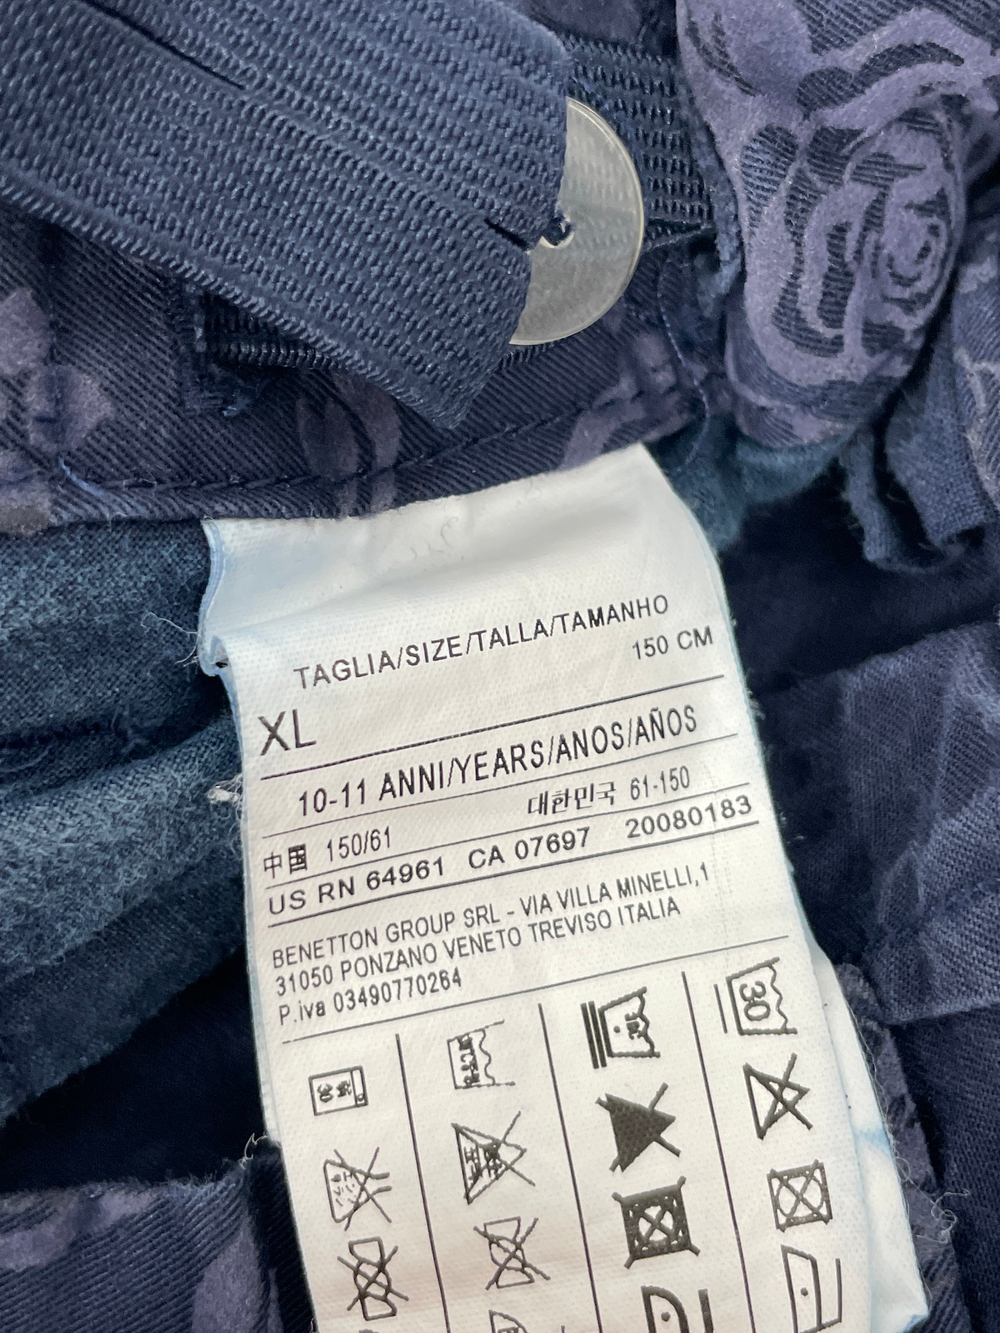 TAGLIA/SIZE/TALLA/TAMANHO
150 CM
XL
10-11 ANNI/YEARS/ANOS/AÑOS
대한민국 61-150
中国 150/61
US RN 64961 CA 07697 20080183
BENETTON GROUP SRL - VIA VILLA MINELLI,1
31050 PONZANO VENETO TREVISO ITALIA
P.iva 03490770264
30
30